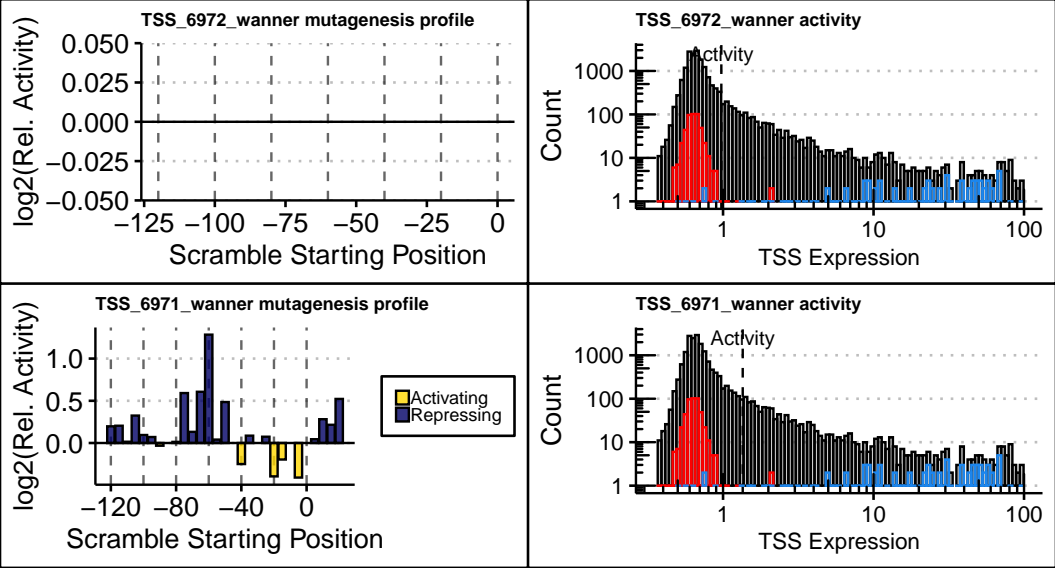 TSS_6972_wanner mutagenesis profile
log2(Rel. Activity)
0.050
0.025
0.000
−0.025
−0.050
−125 −100 −75 −50 −25 0
Scramble Starting Position
TSS_6972_wanner activity
Activity
Count
1000
100
10
1
1 10 100
TSS Expression
TSS_6971_wanner mutagenesis profile
log2(Rel. Activity)
1.0
0.5
0.0
−120 −80 −40 0
Scramble Starting Position
Activating
Repressing
TSS_6971_wanner activity
Activity
Count
1000
100
10
1
1 10 100
TSS Expression